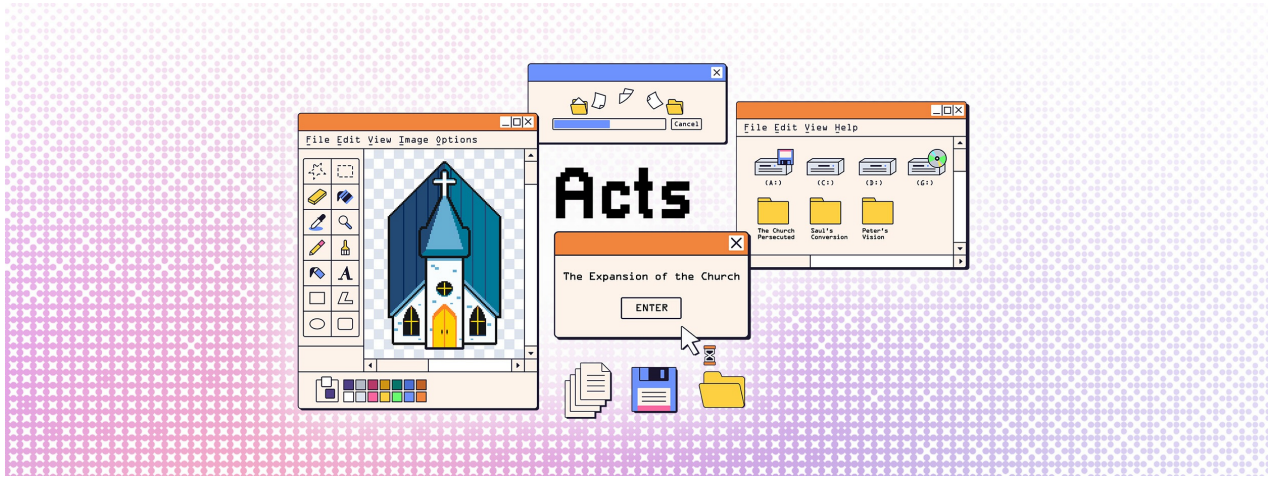 File Edit View Image Options
A
Cancel
Acts
The Expansion of the Church
ENTER
File Edit View Help
(A:) (C:) (D:) (G:)
The Church Saul's Peter's
Persecuted Conversion Vision